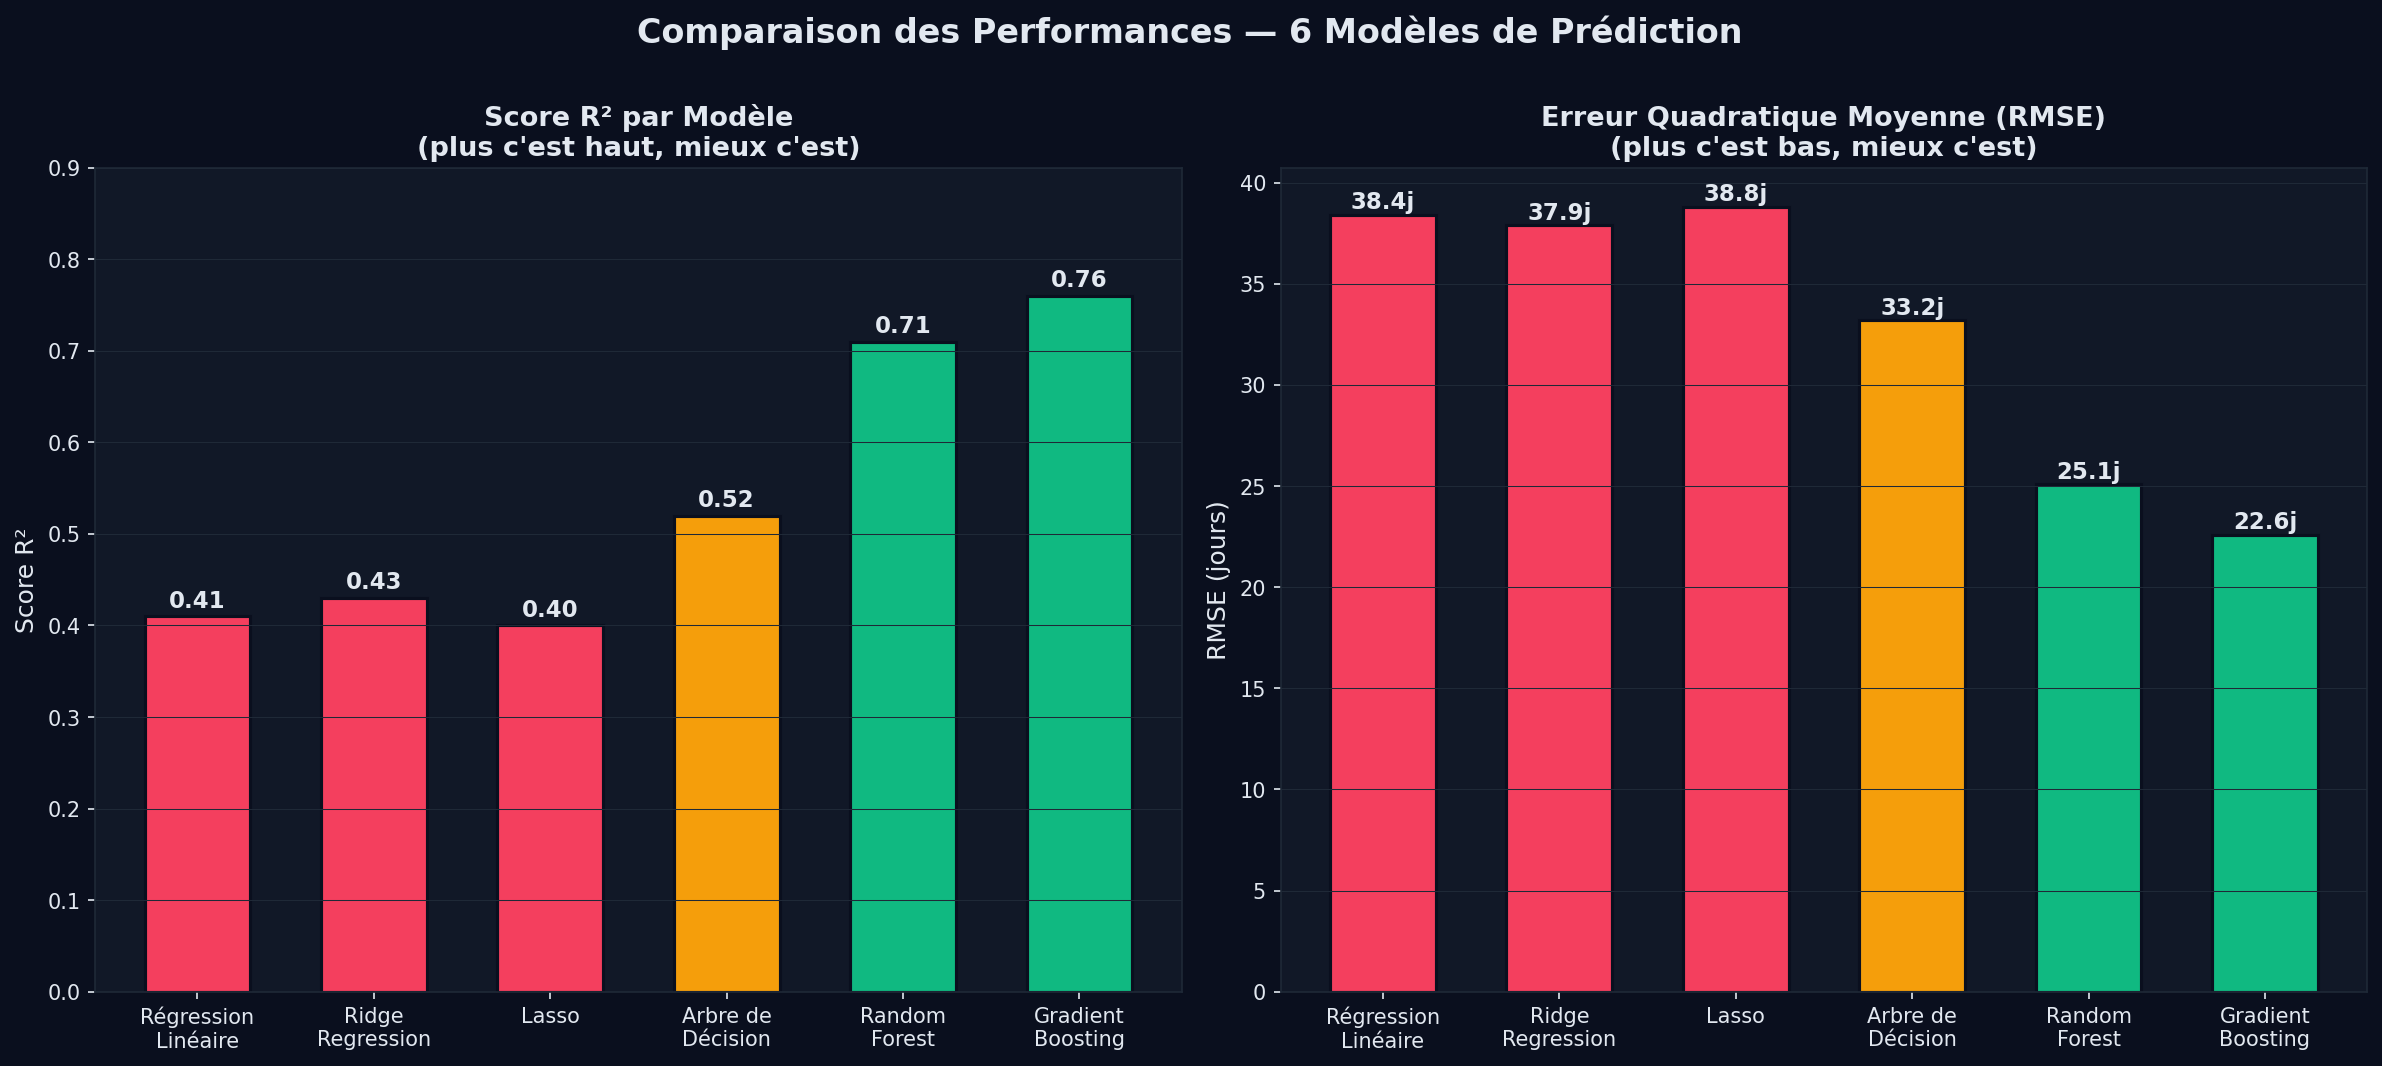 Comparaison des Performances — 6 Modèles de Prédiction
Score R² par Modèle
(plus c'est haut, mieux c'est)
Score R²
0.9
0.8
0.7
0.6
0.5
0.4
0.3
0.2
0.1
0.0
0.41
0.43
0.40
0.52
0.71
0.76
Régression
Linéaire
Ridge
Regression
Lasso
Arbre de
Décision
Random
Forest
Gradient
Boosting
Erreur Quadratique Moyenne (RMSE)
(plus c'est bas, mieux c'est)
RMSE (jours)
40
35
30
25
20
15
10
5
0
38.4j
37.9j
38.8j
33.2j
25.1j
22.6j
Régression
Linéaire
Ridge
Regression
Lasso
Arbre de
Décision
Random
Forest
Gradient
Boosting